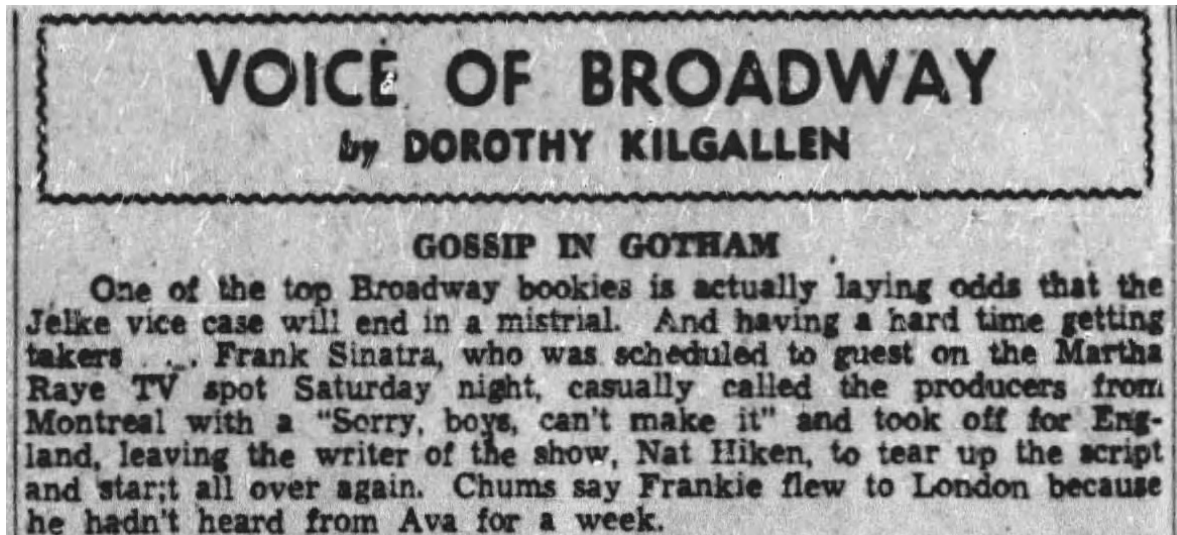 VOICE OF BROADWAY
by DOROTHY KILGALLEN
GOSSIP IN GOTHAM
One of the top Broadway bookies is actually laying odds that the
Jelke vice case will end in a mistrial. And having a hard time getting
takers . . . Frank Sinatra, who was scheduled to guest on the Martha
Raye TV spot Saturday night, casually called the producers from
Montreal with a "Sorry, boys, can't make it" and took off for Eng-
land, leaving the writer of the show, Nat Hiken, to tear up the script
and star;t all over again. Chums say Frankie flew to London because
he hadn't heard from Ava for a week.